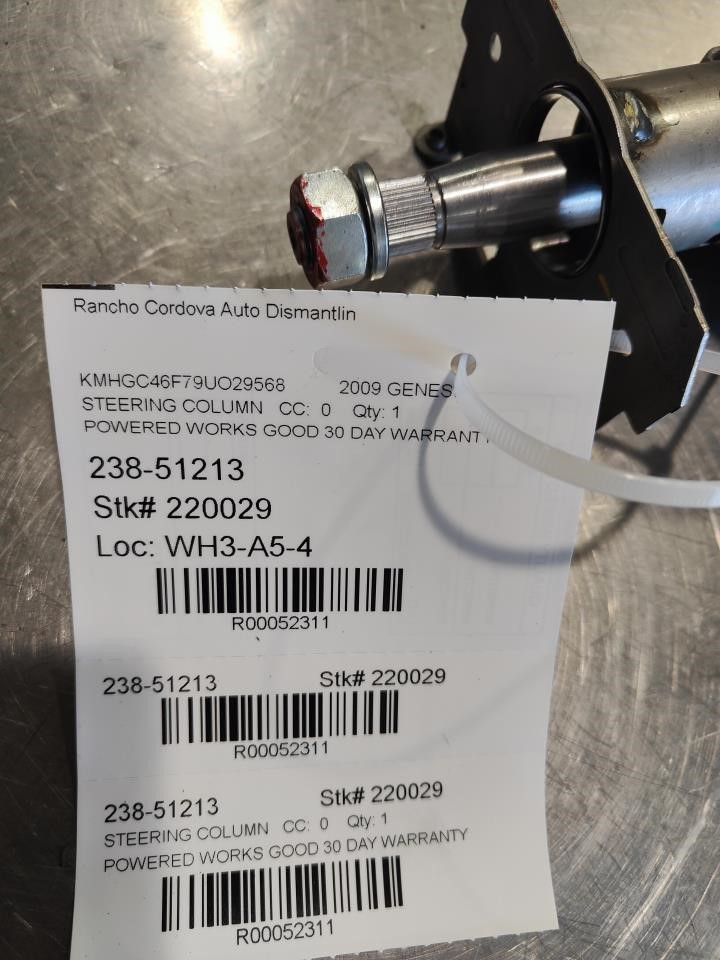 Rancho Cordova Auto Dismantlin
KMHGC46F79UO29568 2009 GENES
STEERING COLUMN CC: 0 Qty: 1
POWERED WORKS GOOD 30 DAY WARRANTY
238-51213
Stk# 220029
Loc: WH3-A5-4
R00052311
238-51213 Stk# 220029
R00052311
238-51213 Stk# 220029
STEERING COLUMN CC: 0 Qty: 1
POWERED WORKS GOOD 30 DAY WARRANTY
R00052311